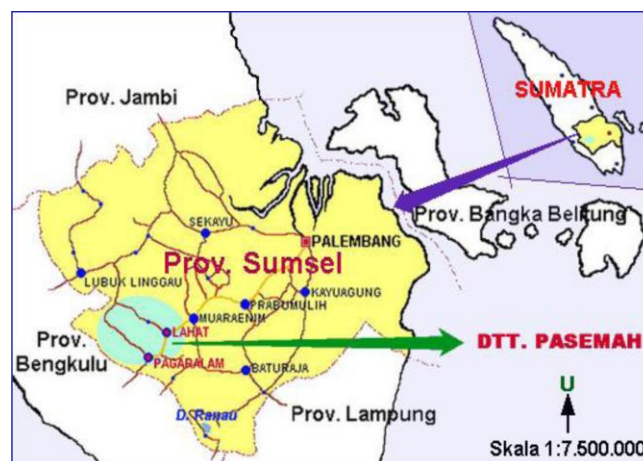 Prov. Jambi
SUMATRA
Prov. Bangka Belitung
SEKAYU
PALEMBANG
Prov. Sumsel
LUBUK LINGGAU
KAYUAGUNG
PRABUMULIH
MUARAENIM
LAHAT
Prov.
Bengkulu
PAGARALAM
BATURAJA
DTT. PASEMAH
D. Ranau
Prov. Lampung
U
Skala 1:7.500.000